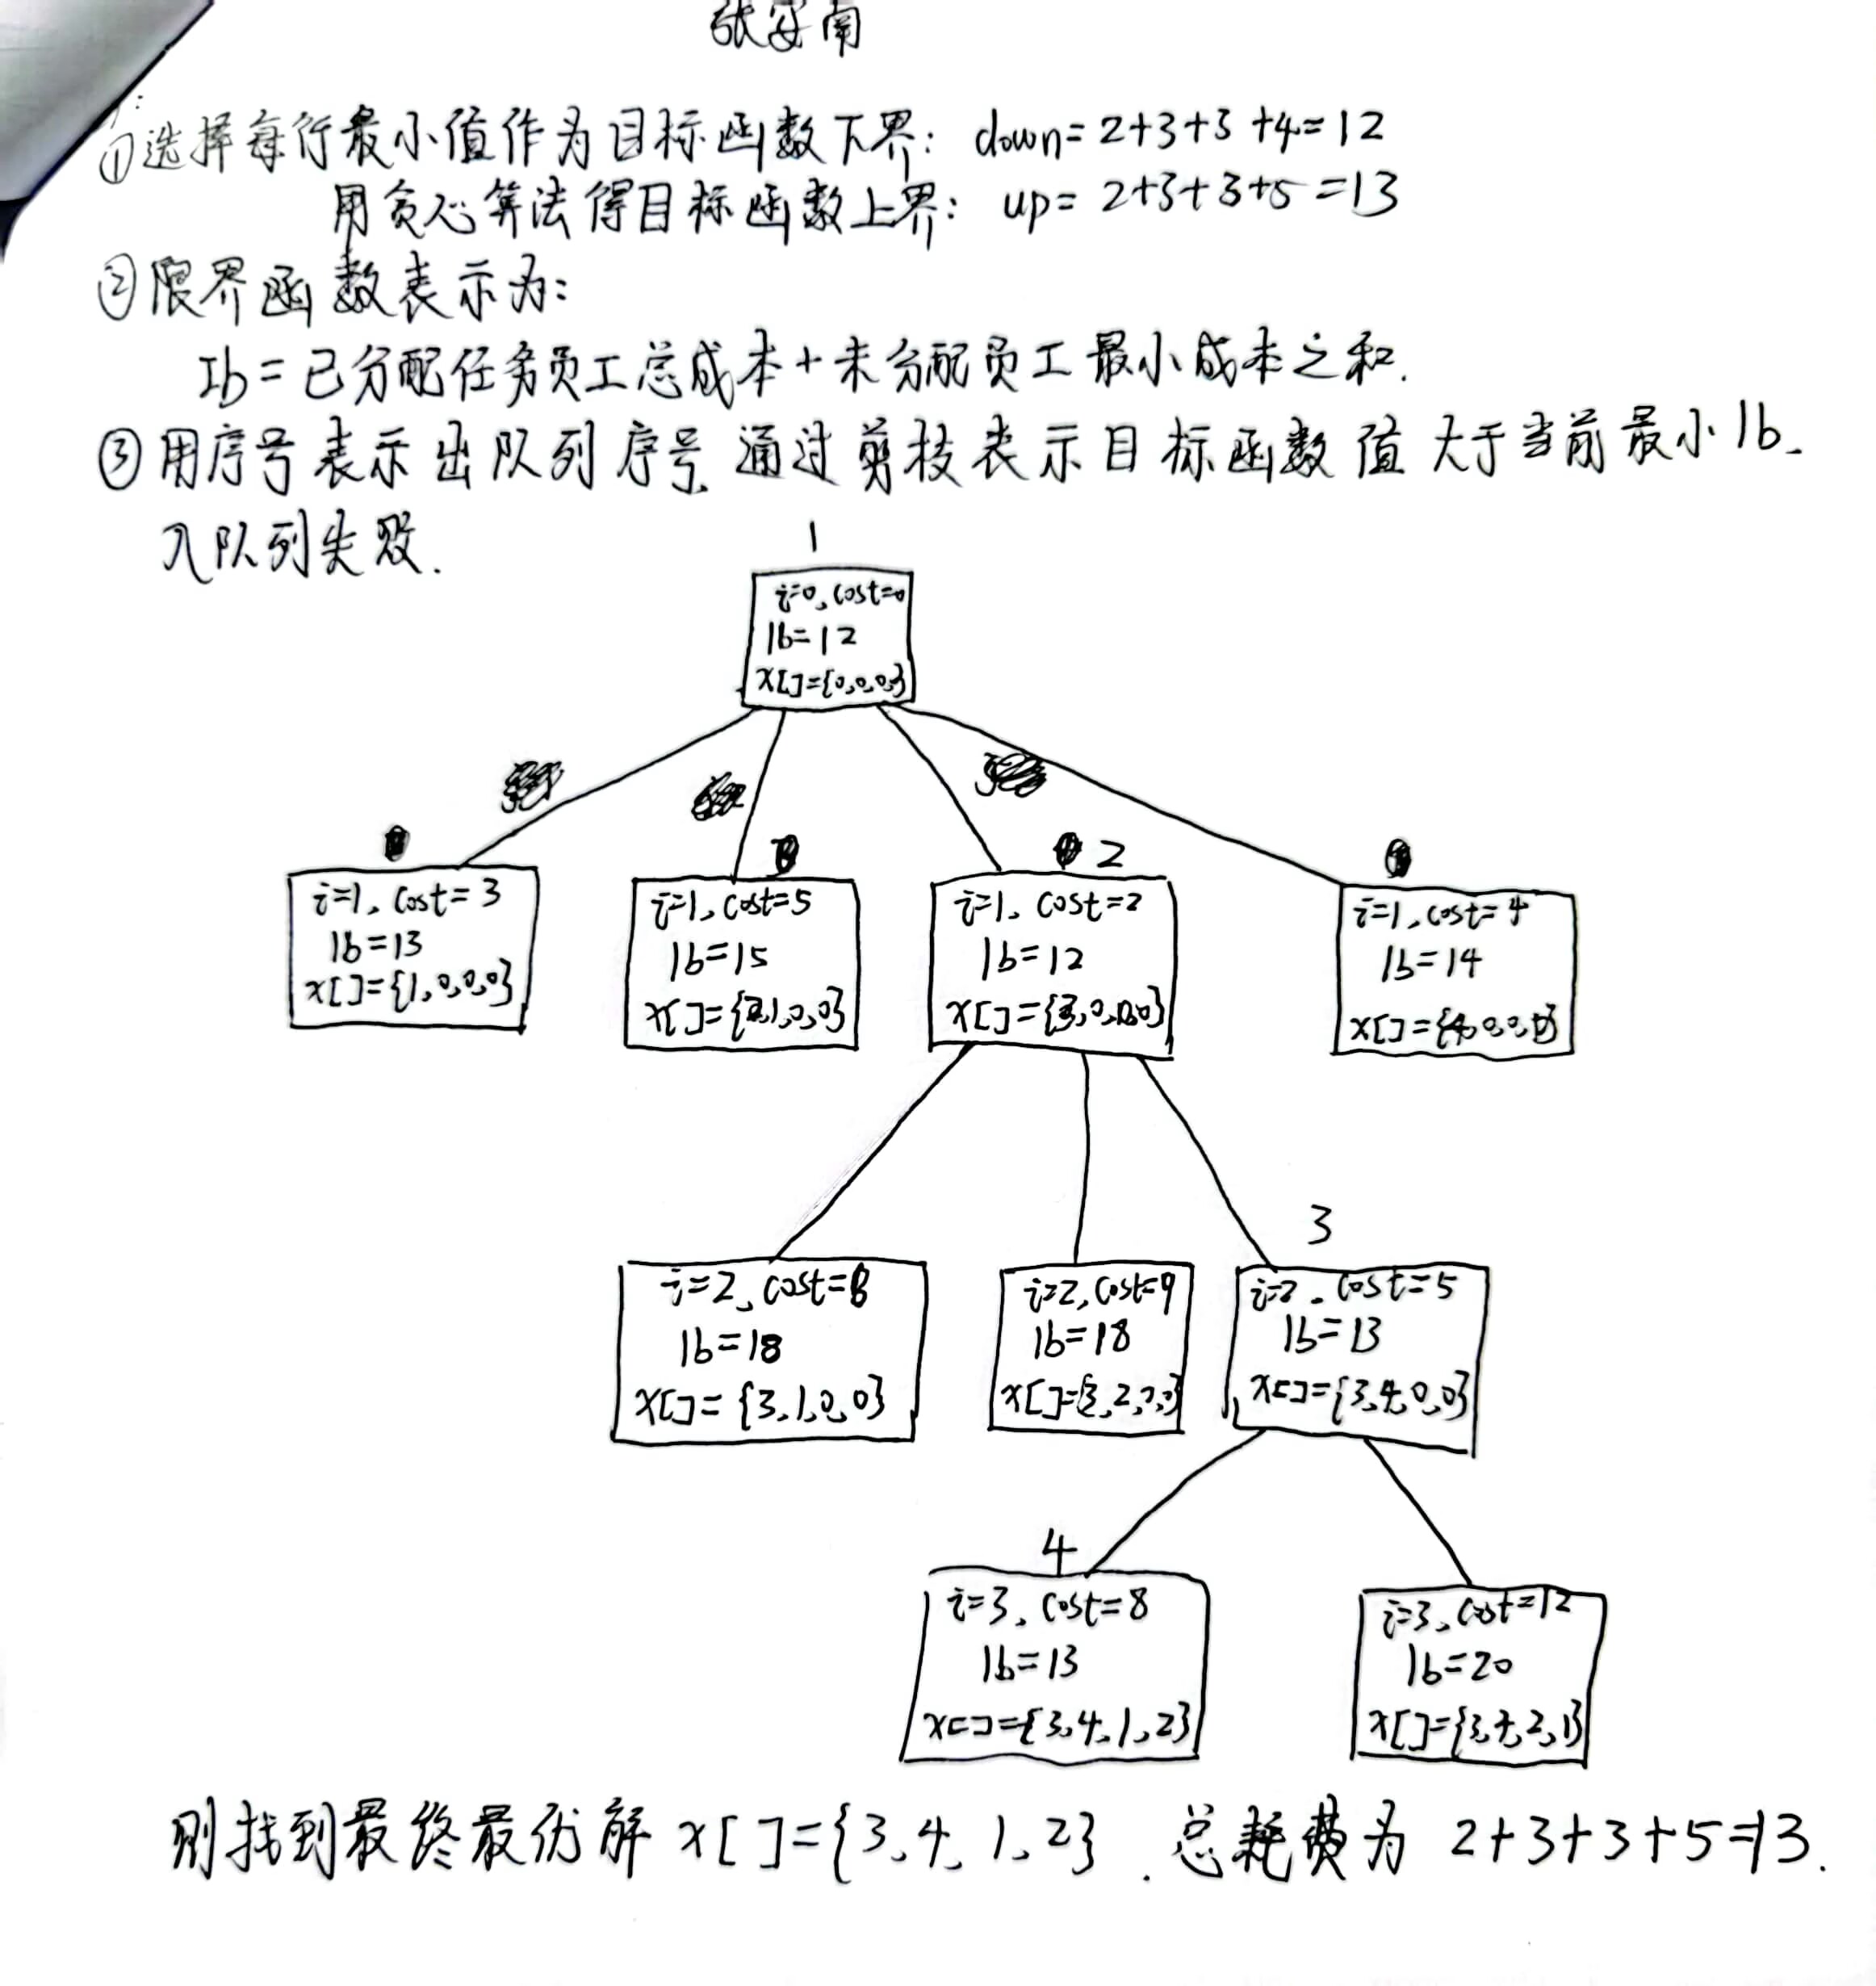 张安南
①选择每行最小值作为目标函数下界: down=2+3+3+4=12
用贪心算法得目标函数上界: up= 2+3+3+5=13
②限界函数表示为:
Ib=已分配任务员工总成本+未分配员工最小成本之和.
③用序号表示出队列序号,通过剪枝表示目标函数值大于当前最小lb.
入队列失败.
1
i=0, cost=0
lb=12
x[]={0,0,0,0}
2
i=1, cost=3
lb=13
x[]={1,0,0,0}
i=1, cost=5
lb=15
x[]={2,1,0,0}
i=1, cost=2
lb=12
x[]={3,0,0,0}
i=1, cost=4
lb=14
x[]={4,0,0,0}
3
i=2, cost=8
lb=18
x[]={3,1,0,0}
i=2, cost=9
lb=18
x[]={3,2,0,0}
i=2, cost=5
lb=13
x[]={3,4,0,0}
4
i=3, cost=8
lb=13
x[]={3,4,1,2}
i=3, cost=12
lb=20
x[]={3,4,2,1}
则找到最终最优解 x[]={3,4,1,2}. 总耗费为 2+3+3+5=13.